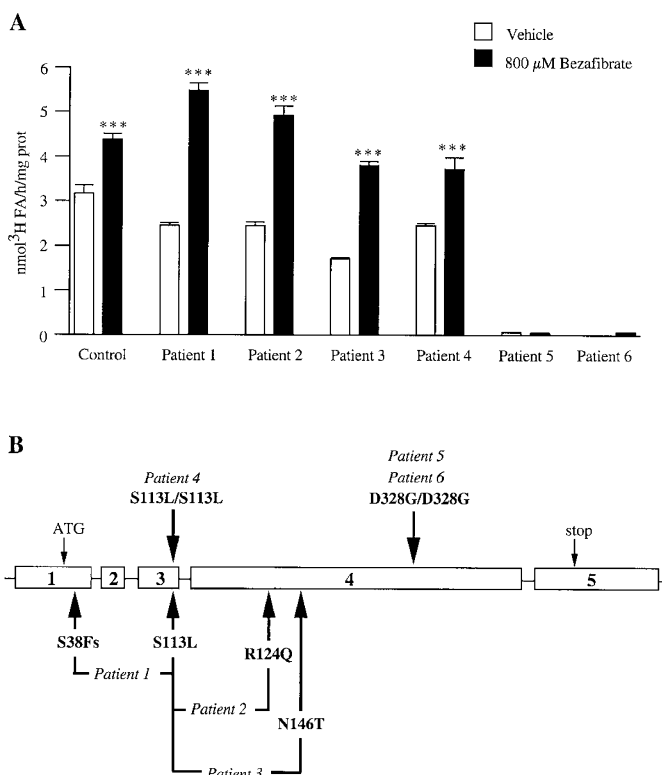 A
Vehicle
800 µM Bezafibrate
nmol³H FA/h/mg prot
6
5
4
3
2
1
0
***
***
***
***
***
Control
Patient 1
Patient 2
Patient 3
Patient 4
Patient 5
Patient 6
B
Patient 5
Patient 4
Patient 6
S113L/S113L
D328G/D328G
ATG
stop
1
2
3
4
5
S38Fs
S113L
R124Q
Patient 1
Patient 2
N146T
Patient 3